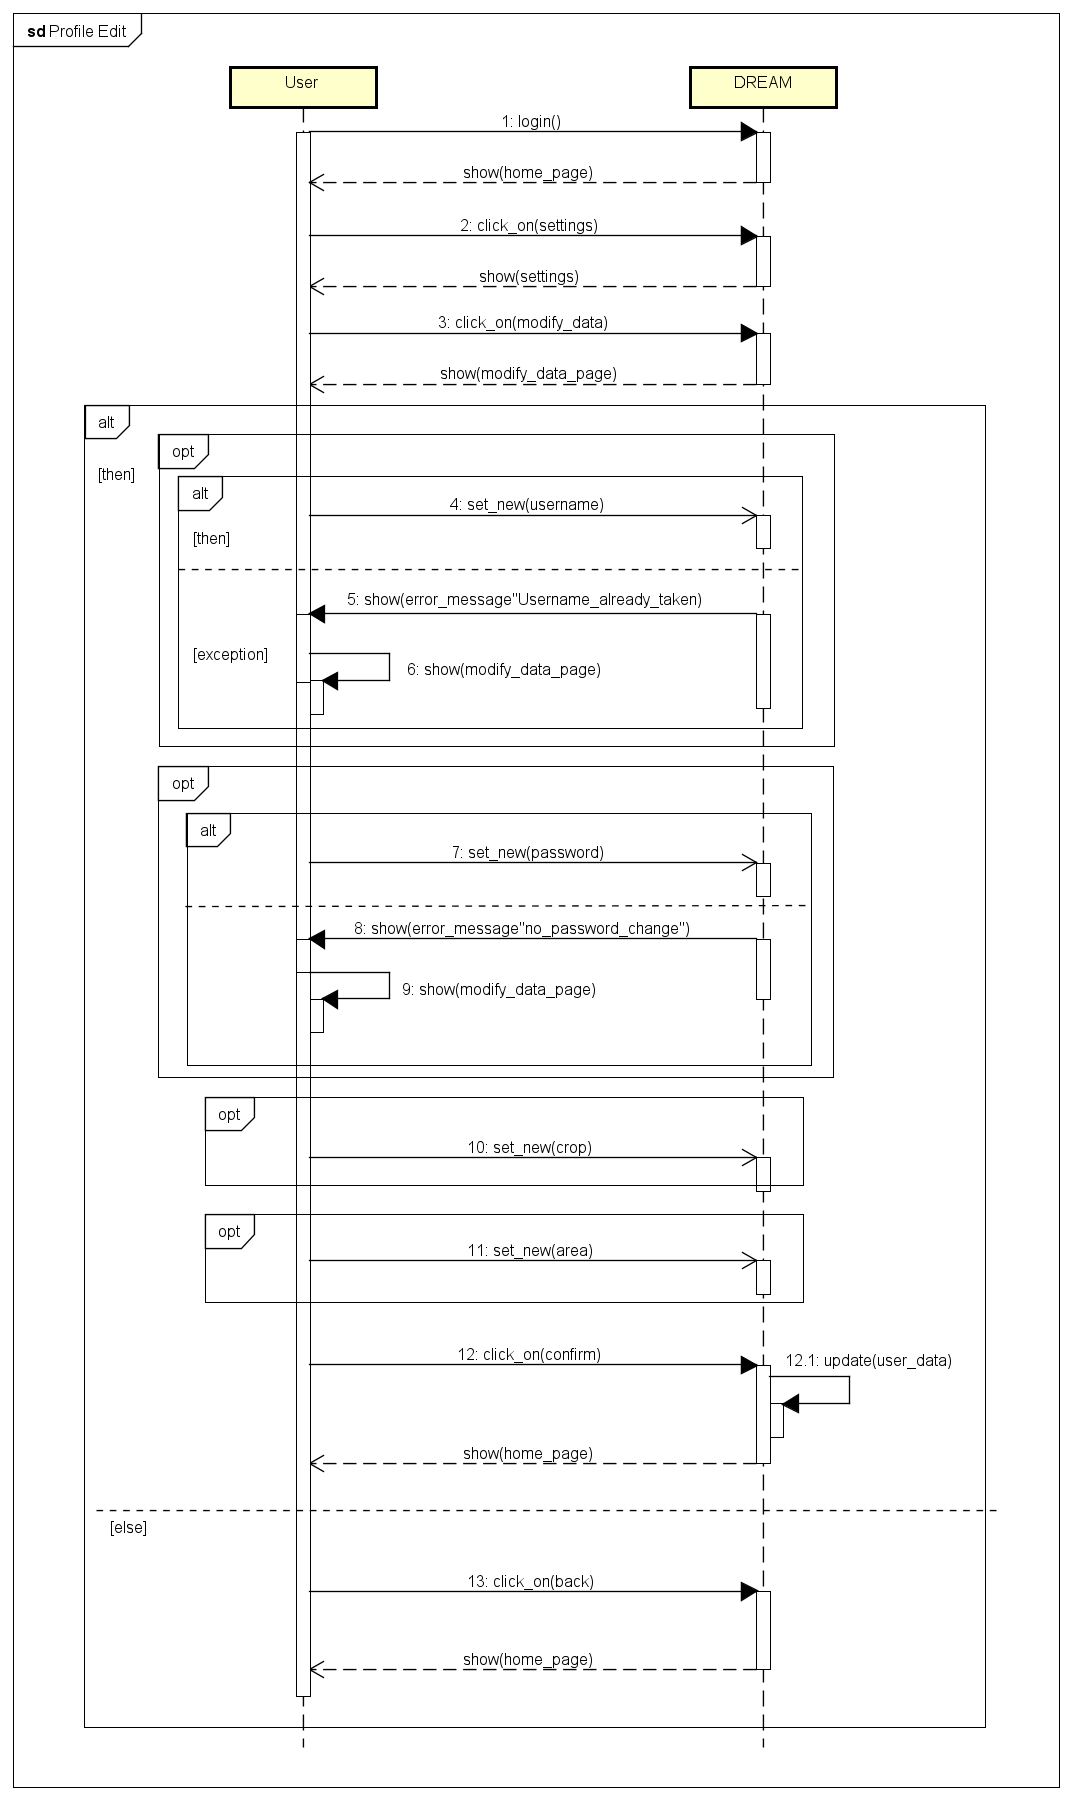 sd Profile Edit
User
DREAM
1: login()
show(home_page)
2: click_on(settings)
show(settings)
3: click_on(modify_data)
show(modify_data_page)
alt
opt
[then]
alt
4: set_new(username)
[then]
5: show(error_message"Username_already_taken)
[exception]
6: show(modify_data_page)
opt
alt
7: set_new(password)
8: show(error_message"no_password_change")
9: show(modify_data_page)
opt
10: set_new(crop)
opt
11: set_new(area)
12: click_on(confirm)
12.1: update(user_data)
show(home_page)
[else]
13: click_on(back)
show(home_page)